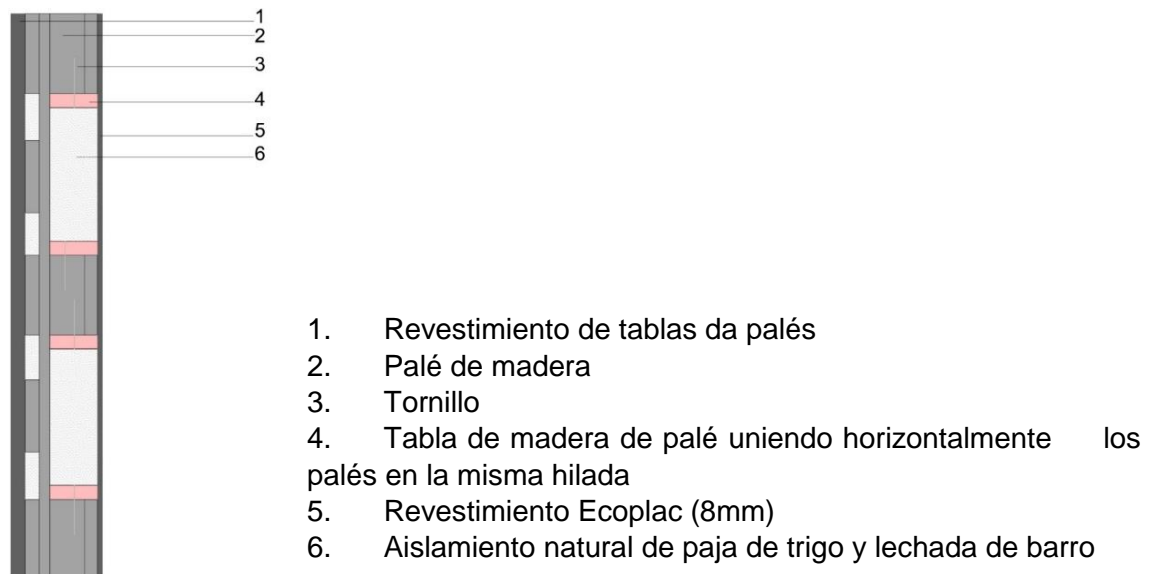 1
2
3
4
5
6
1. Revestimiento de tablas da palés
2. Palé de madera
3. Tornillo
4. Tabla de madera de palé uniendo horizontalmente los
palés en la misma hilada
5. Revestimiento Ecoplac (8mm)
6. Aislamiento natural de paja de trigo y lechada de barro